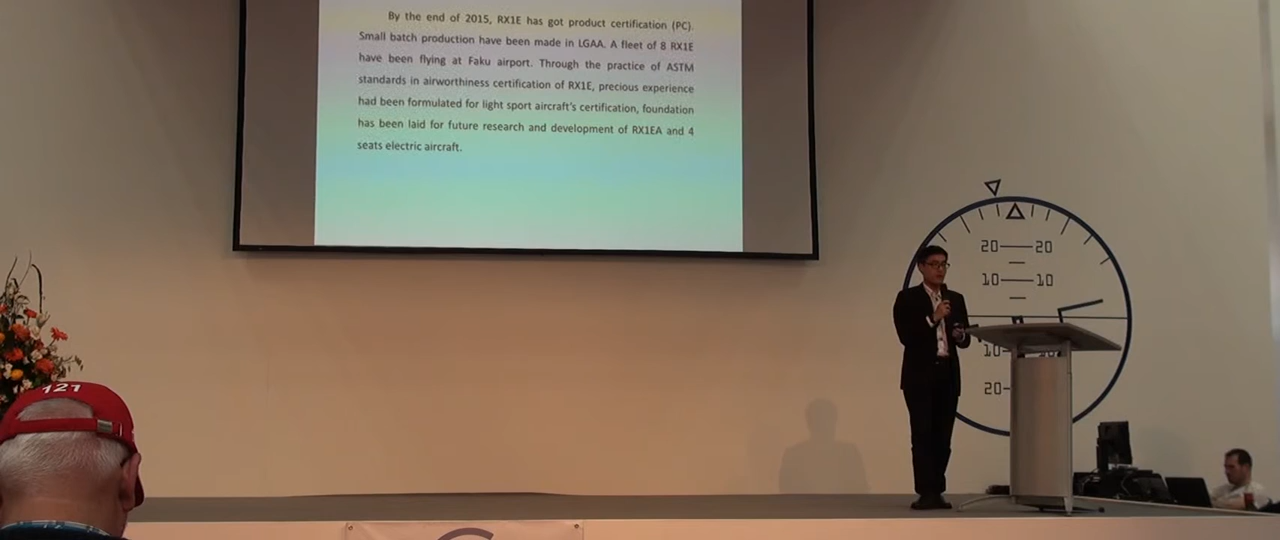 By the end of 2015, RX1E has got product certification (PC).
Small batch production have been made in LGAA. A fleet of 8 RX1E
have been flying at Faku airport. Through the practice of ASTM
standards in airworthiness certification of RX1E, precious experience
had been formulated for light sport aircraft's certification, foundation
has been laid for future research and development of RX1EA and 4
seats electric aircraft.
20 20
10 10
10
20
121